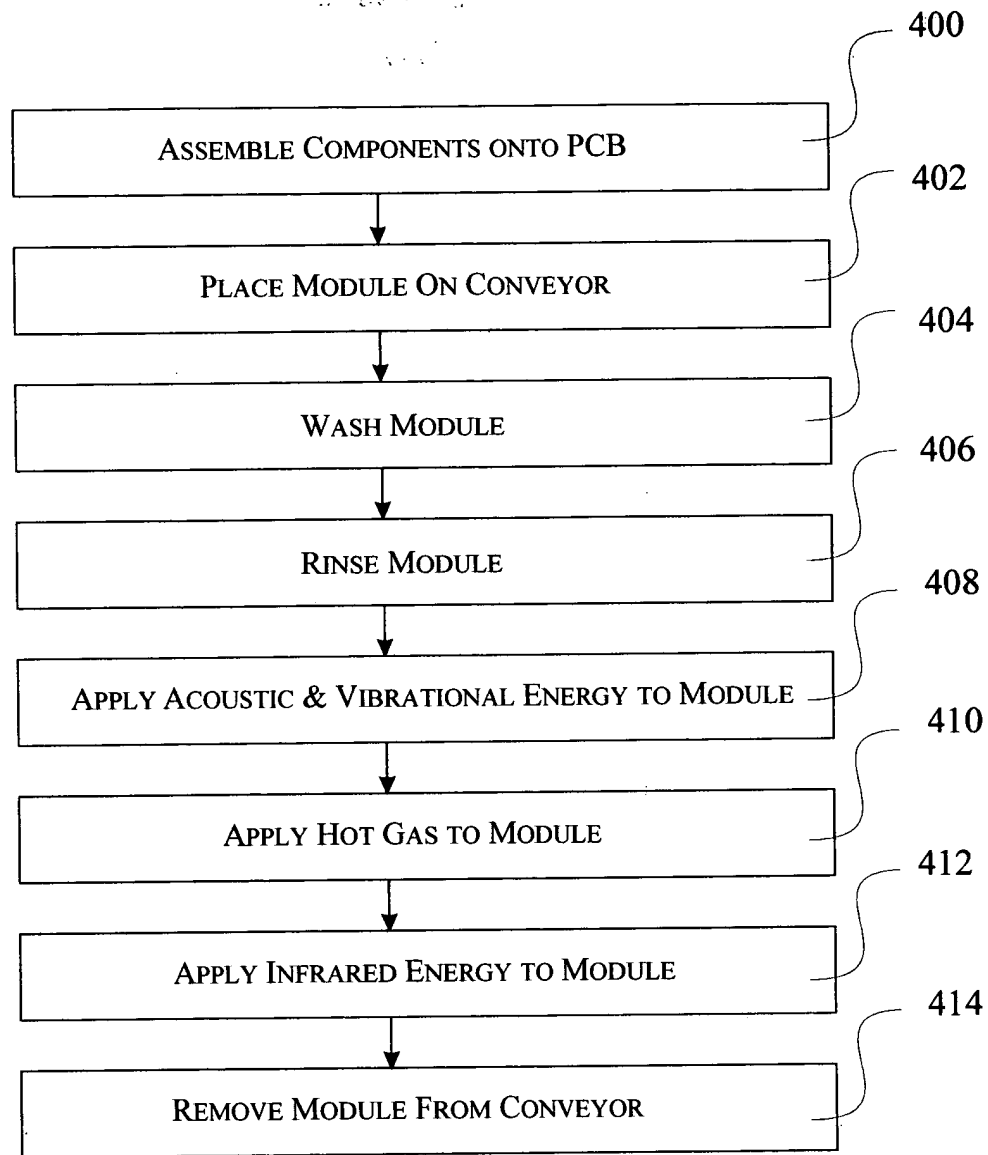 400
ASSEMBLE COMPONENTS ONTO PCB
402
PLACE MODULE ON CONVEYOR
404
WASH MODULE
406
RINSE MODULE
408
APPLY ACOUSTIC & VIBRATIONAL ENERGY TO MODULE
410
APPLY HOT GAS TO MODULE
412
APPLY INFRARED ENERGY TO MODULE
414
REMOVE MODULE FROM CONVEYOR